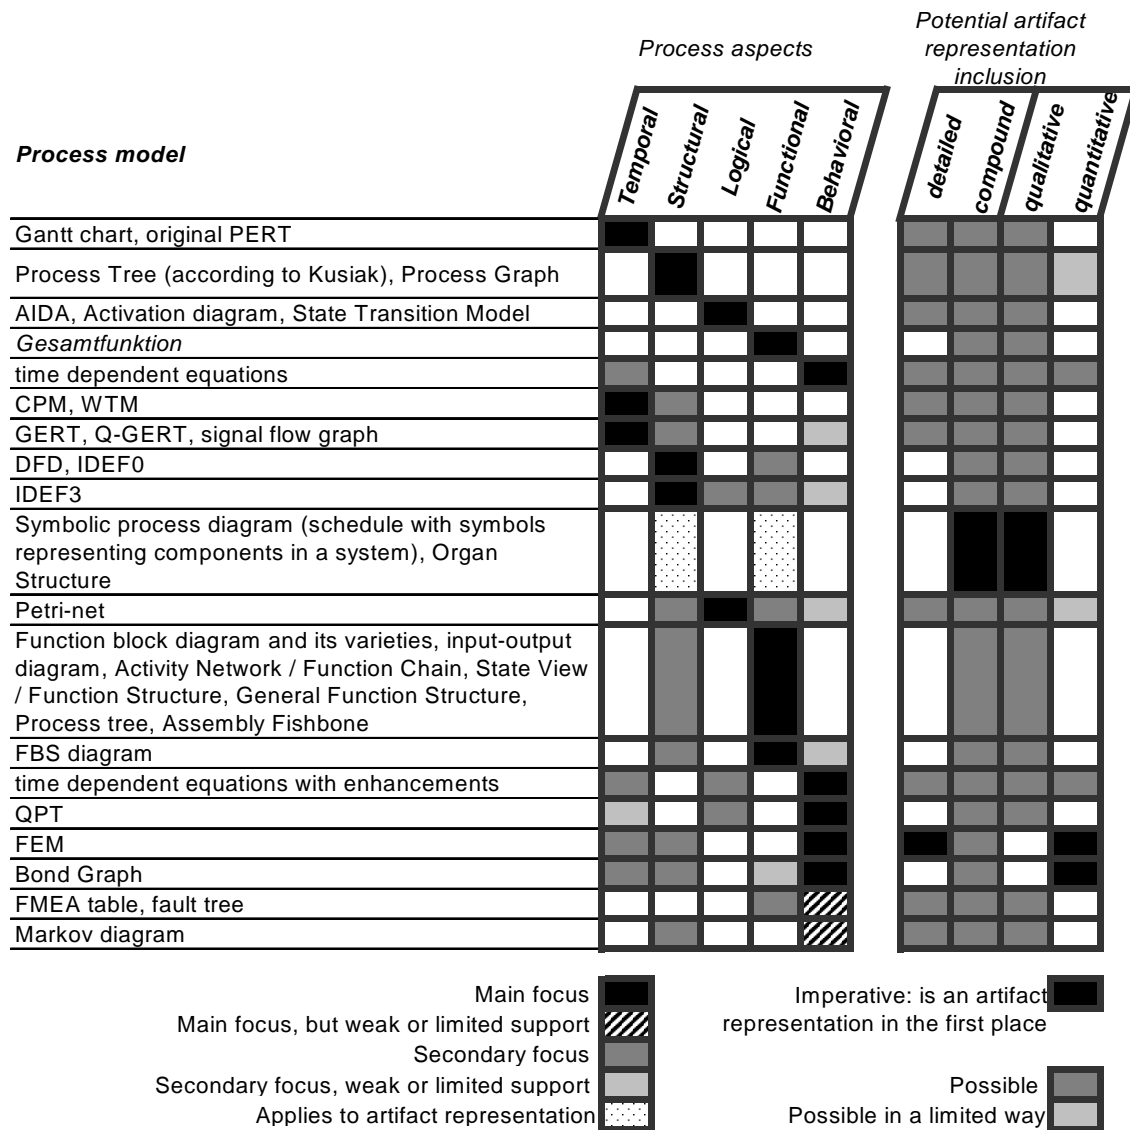 Potential artifact
Process aspects
representation
inclusion
Process model
Temporal
Structural
Logical
Functional
Behavioral
detailed
compound
qualitative
quantitative
Gantt chart, original PERT
Process Tree (according to Kusiak), Process Graph
AIDA, Activation diagram, State Transition Model
Gesamtfunktion
time dependent equations
CPM, WTM
GERT, Q-GERT, signal flow graph
DFD, IDEF0
IDEF3
Symbolic process diagram (schedule with symbols
representing components in a system), Organ
Structure
Petri-net
Function block diagram and its varieties, input-output
diagram, Activity Network / Function Chain, State View
/ Function Structure, General Function Structure,
Process tree, Assembly Fishbone
FBS diagram
time dependent equations with enhancements
QPT
FEM
Bond Graph
FMEA table, fault tree
Markov diagram
Main focus
Main focus, but weak or limited support
Secondary focus
Secondary focus, weak or limited support
Applies to artifact representation
Imperative: is an artifact
representation in the first place
Possible
Possible in a limited way